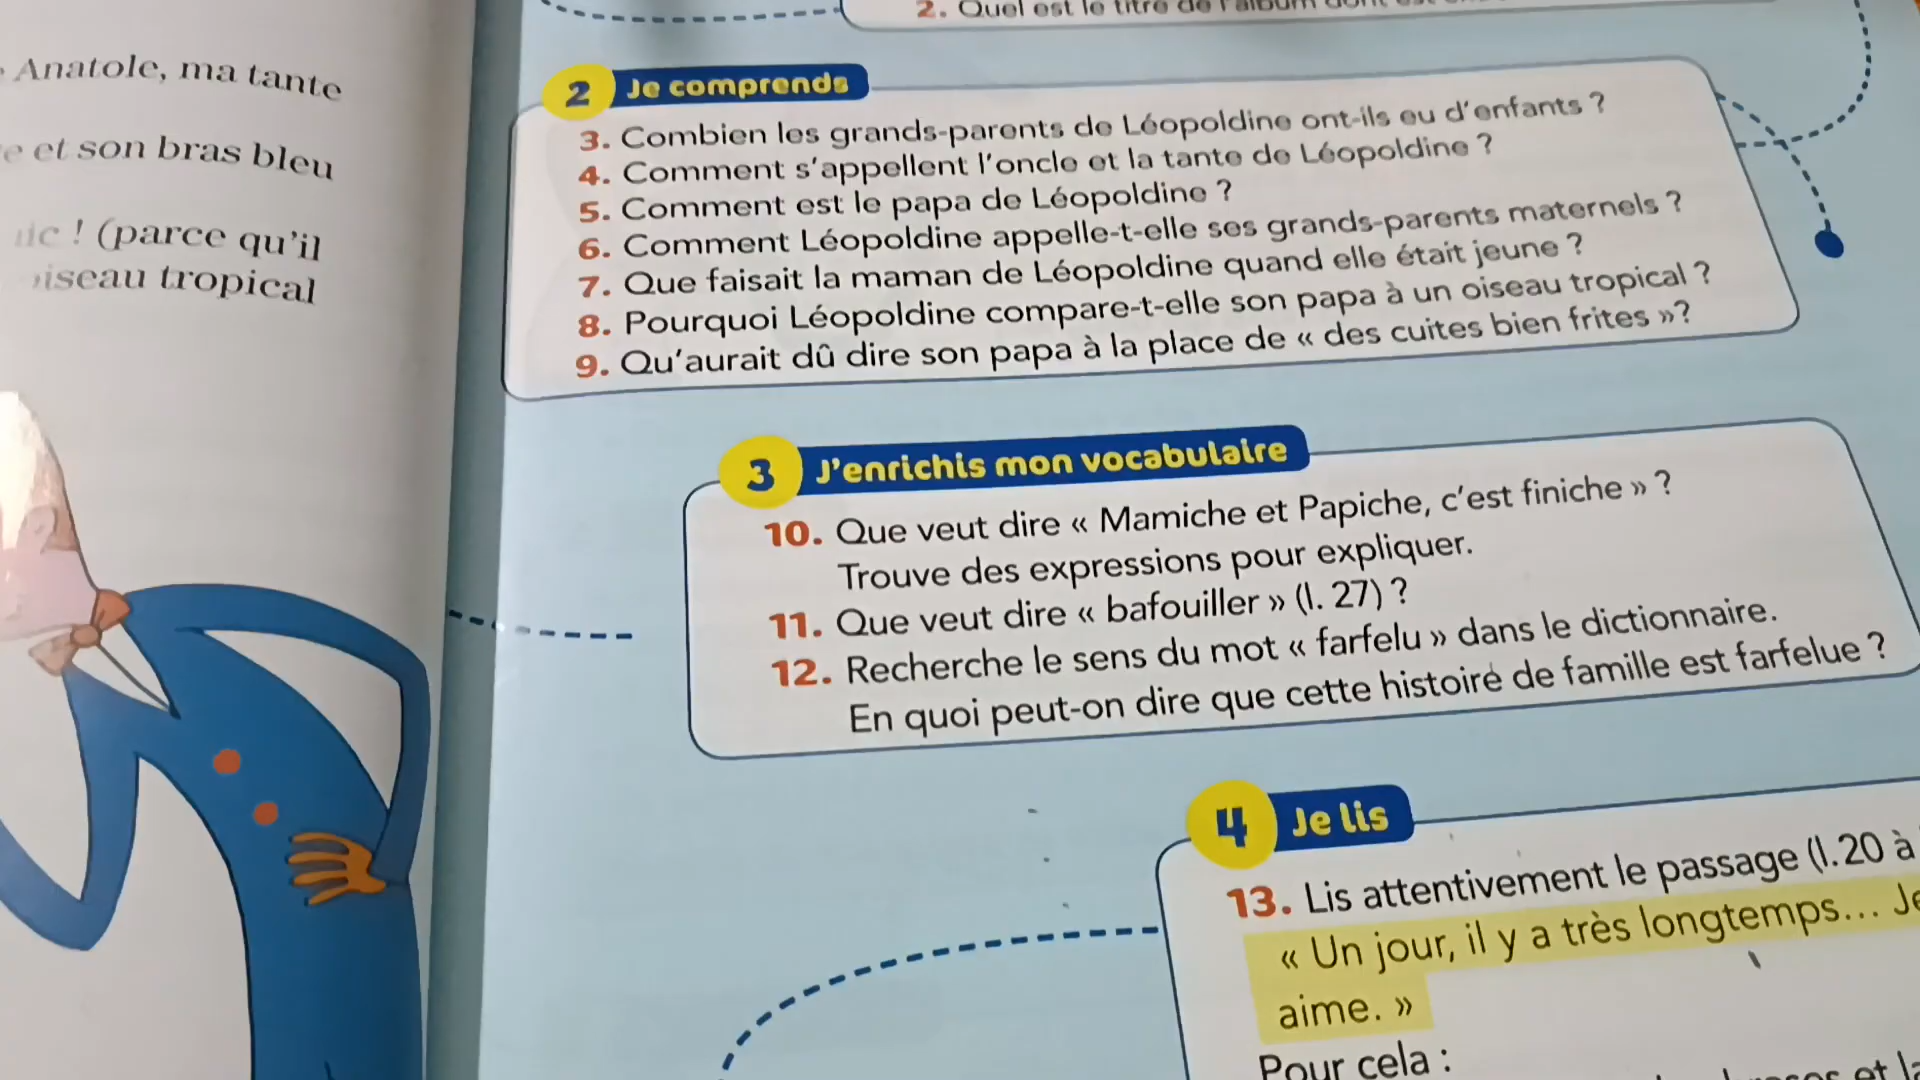 Anatole, ma tante
et son bras bleu
! (parce qu'il
oiseau tropical
2. Quel est le titre de l'album dont est
2 Je comprends
3. Combien les grands-parents de Léopoldine ont-ils eu d'enfants ?
4. Comment s'appellent l'oncle et la tante de Léopoldine ?
5. Comment est le papa de Léopoldine ?
6. Comment Léopoldine appelle-t-elle ses grands-parents maternels ?
7. Que faisait la maman de Léopoldine quand elle était jeune ?
8. Pourquoi Léopoldine compare-t-elle son papa à un oiseau tropical ?
9. Qu'aurait dû dire son papa à la place de « des cuites bien frites »?
3 J'enrichis mon vocabulaire
10. Que veut dire « Mamiche et Papiche, c'est finiche » ?
Trouve des expressions pour expliquer.
11. Que veut dire « bafouiller » (l. 27) ?
12. Recherche le sens du mot « farfelu » dans le dictionnaire.
En quoi peut-on dire que cette histoire de famille est farfelue ?
4 Je lis
13. Lis attentivement le passage (l.20 à
« Un jour, il y a très longtemps... Je
aime. »
Pour cela :